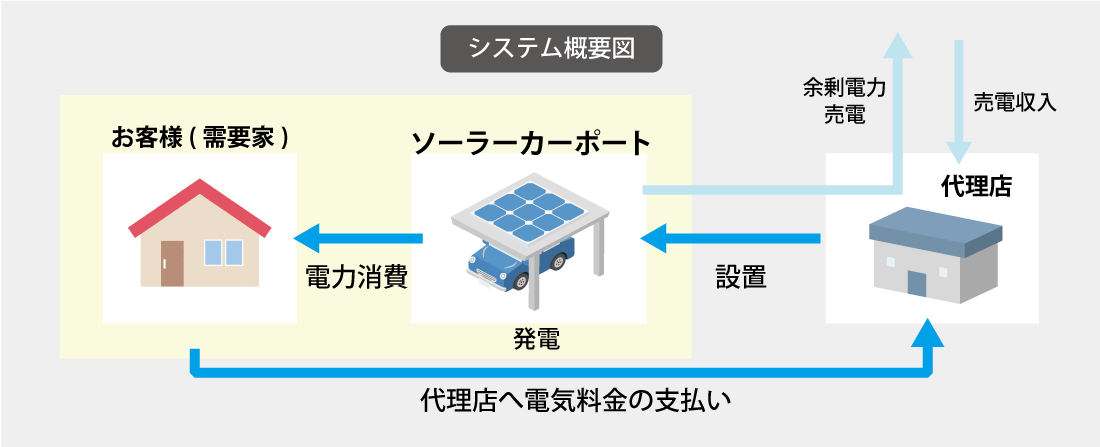 システム概要図
余剰電力
売電
売電収入
お客様 ( 需要家 )
ソーラーカーポート
代理店
電力消費
設置
発電
代理店へ電気料金の支払い